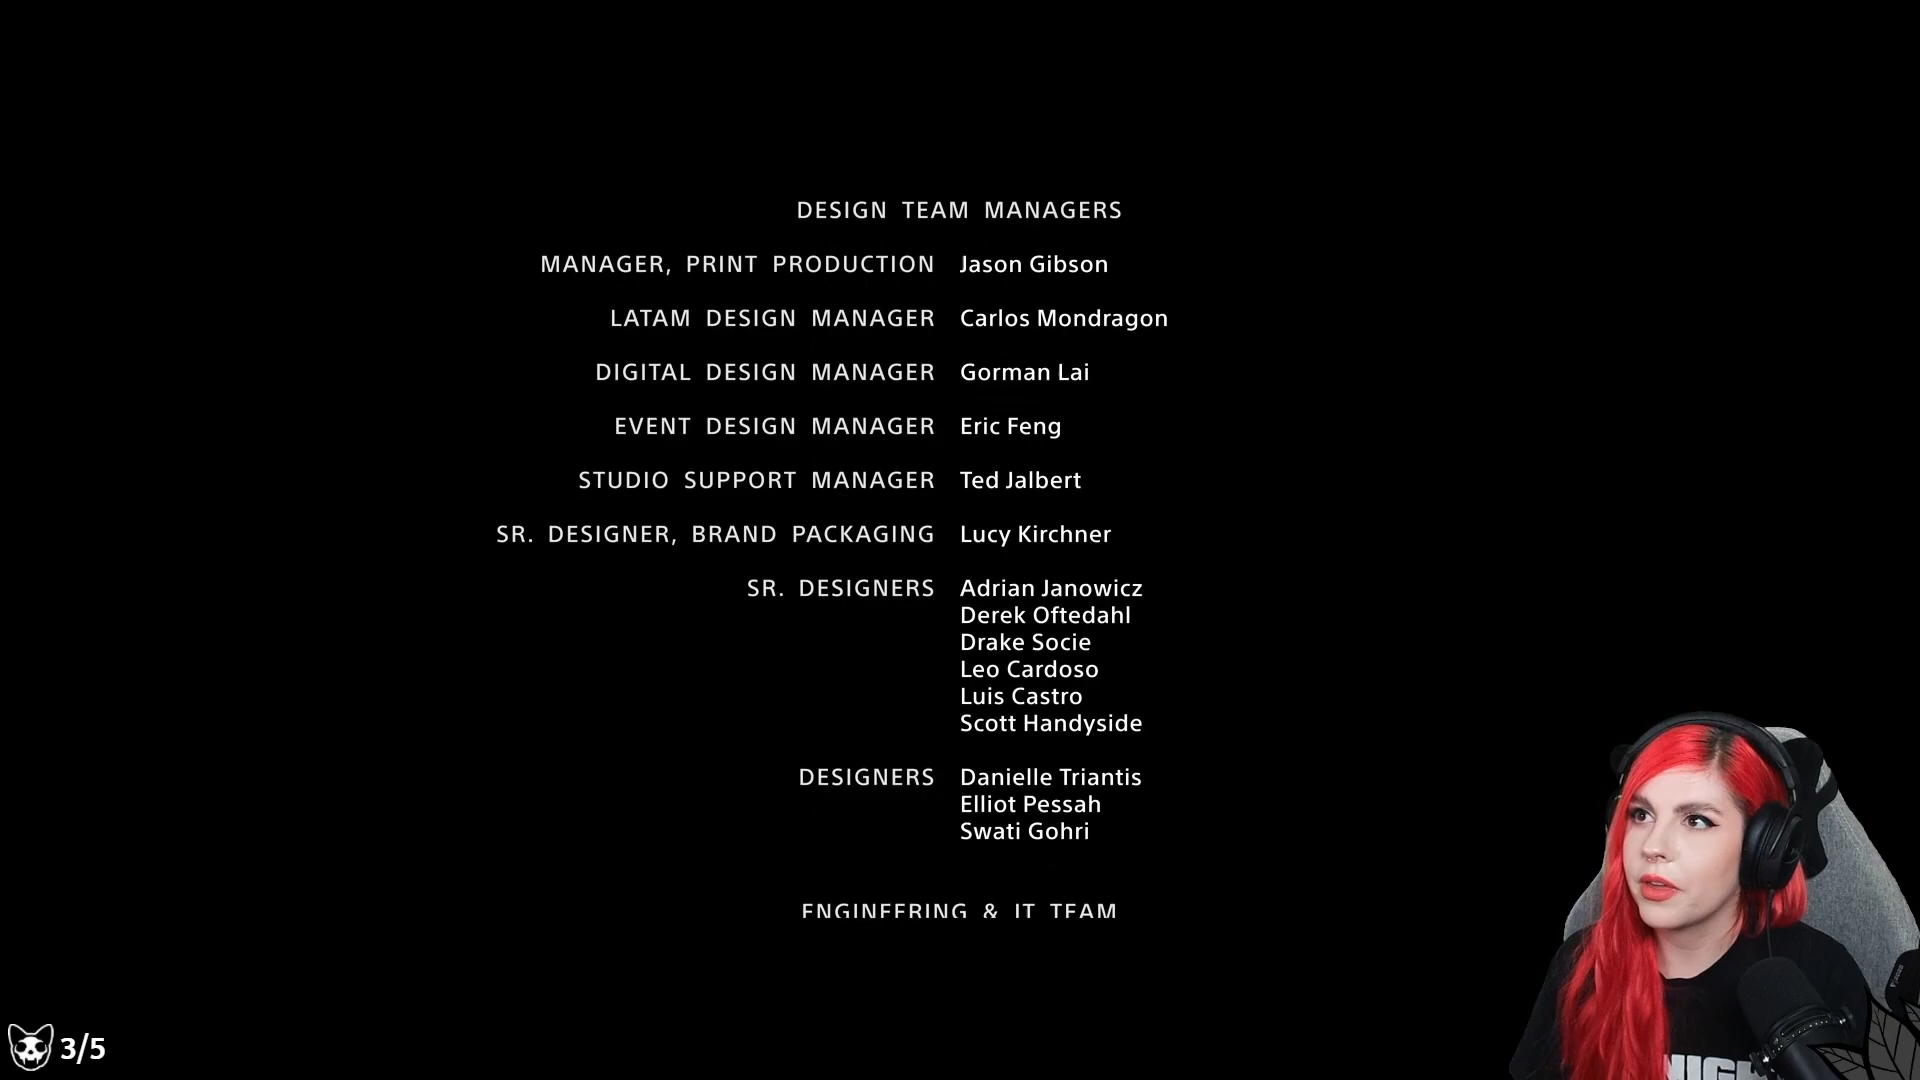 DESIGN TEAM MANAGERS
MANAGER, PRINT PRODUCTION Jason Gibson
LATAM DESIGN MANAGER Carlos Mondragon
DIGITAL DESIGN MANAGER Gorman Lai
EVENT DESIGN MANAGER Eric Feng
STUDIO SUPPORT MANAGER Ted Jalbert
SR. DESIGNER, BRAND PACKAGING Lucy Kirchner
SR. DESIGNERS Adrian Janowicz
Derek Oftedahl
Drake Socie
Leo Cardoso
Luis Castro
Scott Handyside
DESIGNERS Danielle Triantis
Elliot Pessah
Swati Gohri
ENGINEERING & IT TEAM
3/5